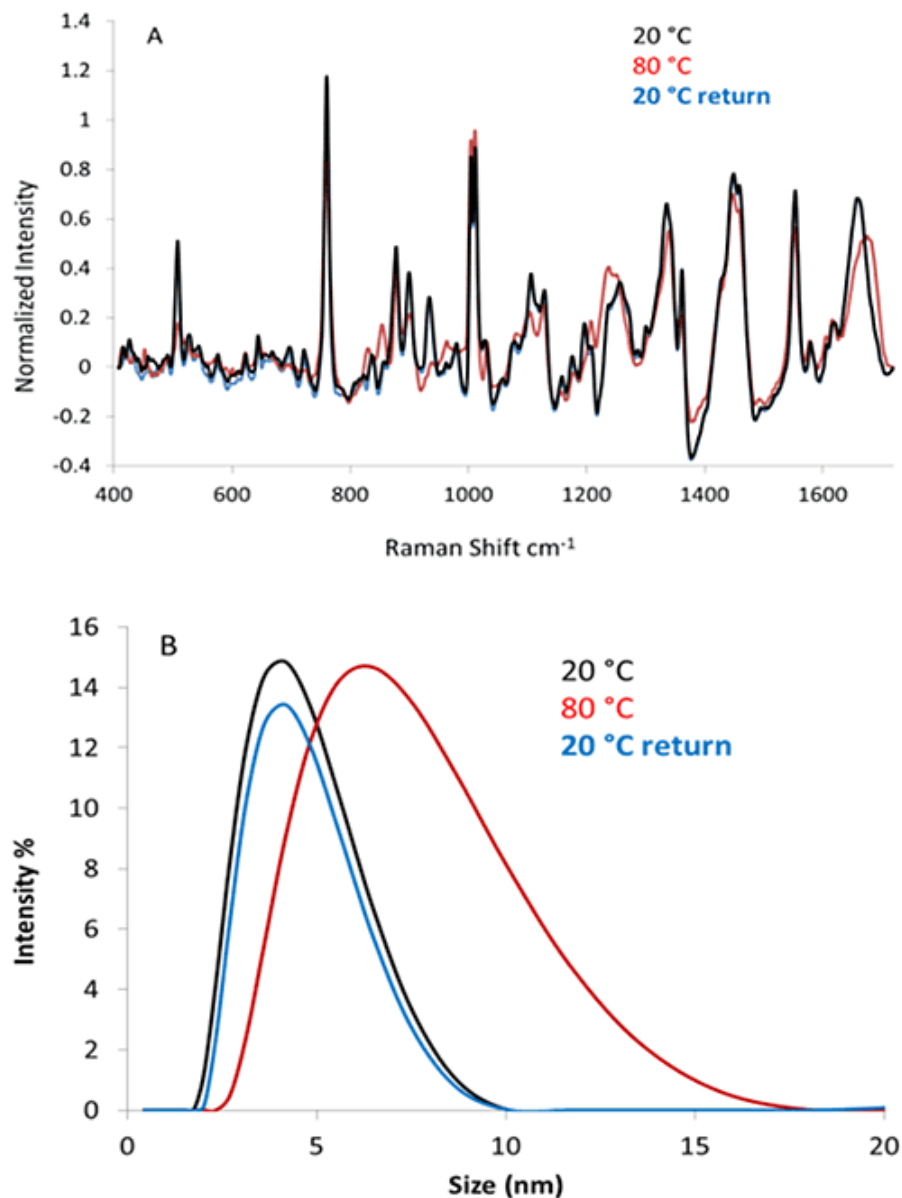 A
20 °C
80 °C
20 °C return
1.4
1.2
1
0.8
0.6
0.4
0.2
0
-0.2
-0.4
Normalized Intensity
400 600 800 1000 1200 1400 1600
Raman Shift cm-1
B
20 °C
80 °C
20 °C return
16
14
12
10
8
6
4
2
0
Intensity %
0 5 10 15 20
Size (nm)